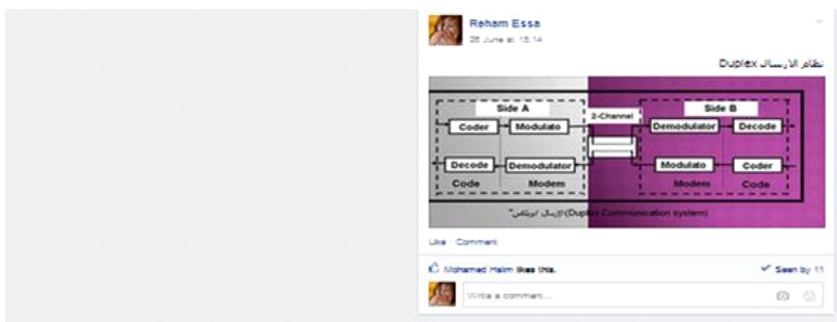 Reham Essa
26 June at 15:14
نظام الارسال Duplex
Side A
Side B
2-Channel
Coder Modulato
Demodulator Decode
Decode Demodulator
Modulato Coder
Code Modem
Modem Code
(Duplex Communication system)
Like · Comment
Mohamed Halim likes this.
Seen by 11
Write a comment...